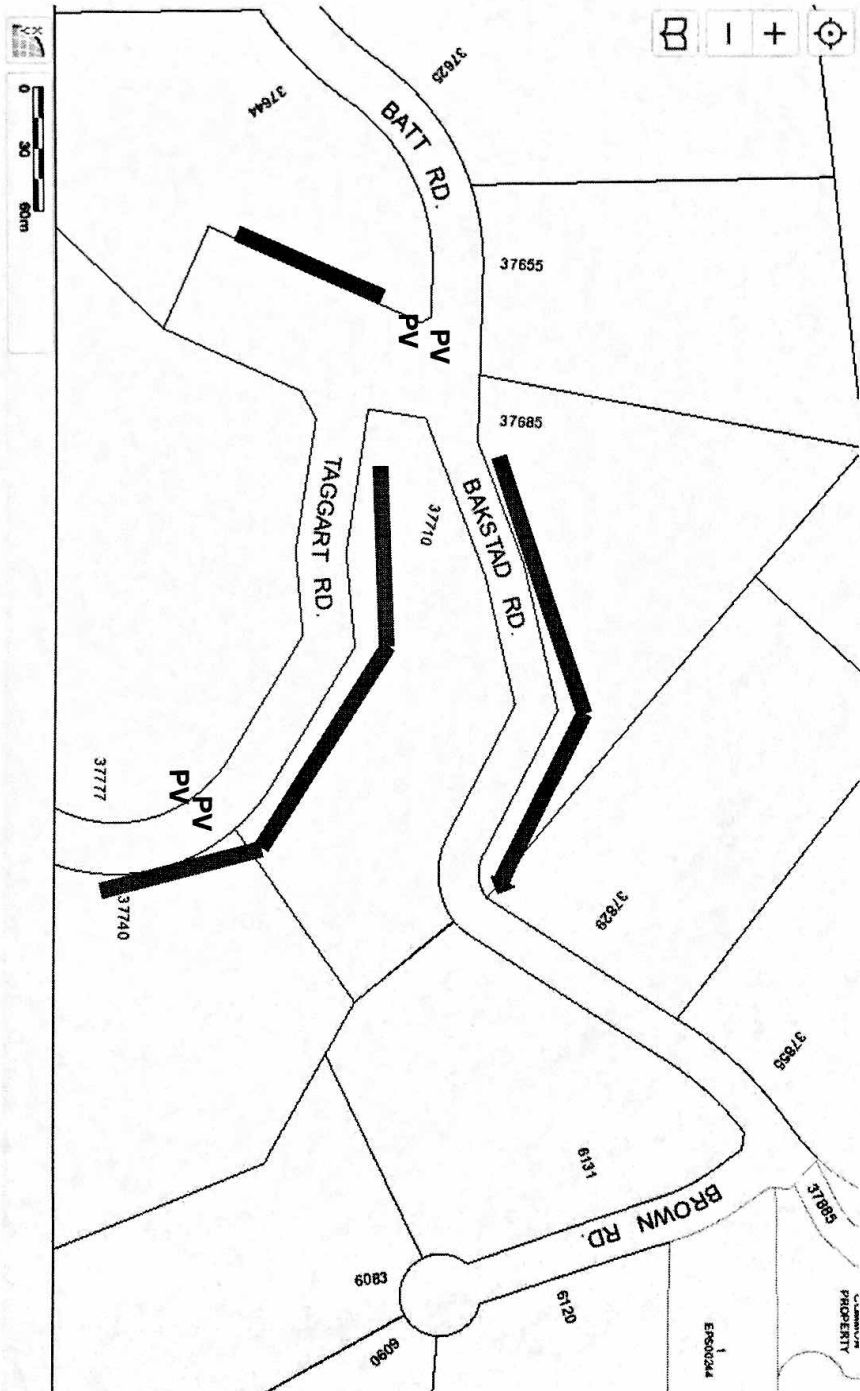 37625
BATT RD.
37644
37655
PV
PV
37685
BAKSTAD RD.
37710
TAGGART RD.
PV
PV
37777
37740
37829
37855
6131
BROWN RD
37885
6083
6120
6090
1
EPS00244
PROPERTY
0 30 60m
X
Y